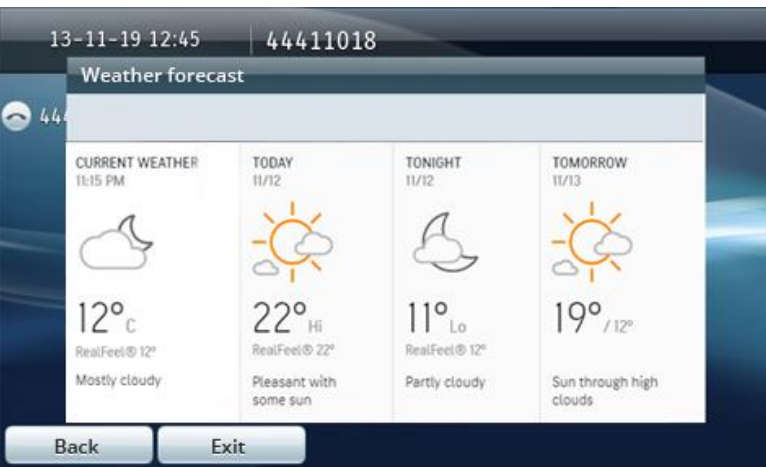 13-11-19 12:45
44411018
Weather forecast
444
CURRENT WEATHER
11:15 PM
12°C
RealFeel® 12°
Mostly cloudy
TODAY
11/12
22° Hi
RealFeel® 22°
Pleasant with
some sun
TONIGHT
11/12
11° Lo
RealFeel® 12°
Partly cloudy
TOMORROW
11/13
19° / 12°
Sun through high
clouds
Back
Exit